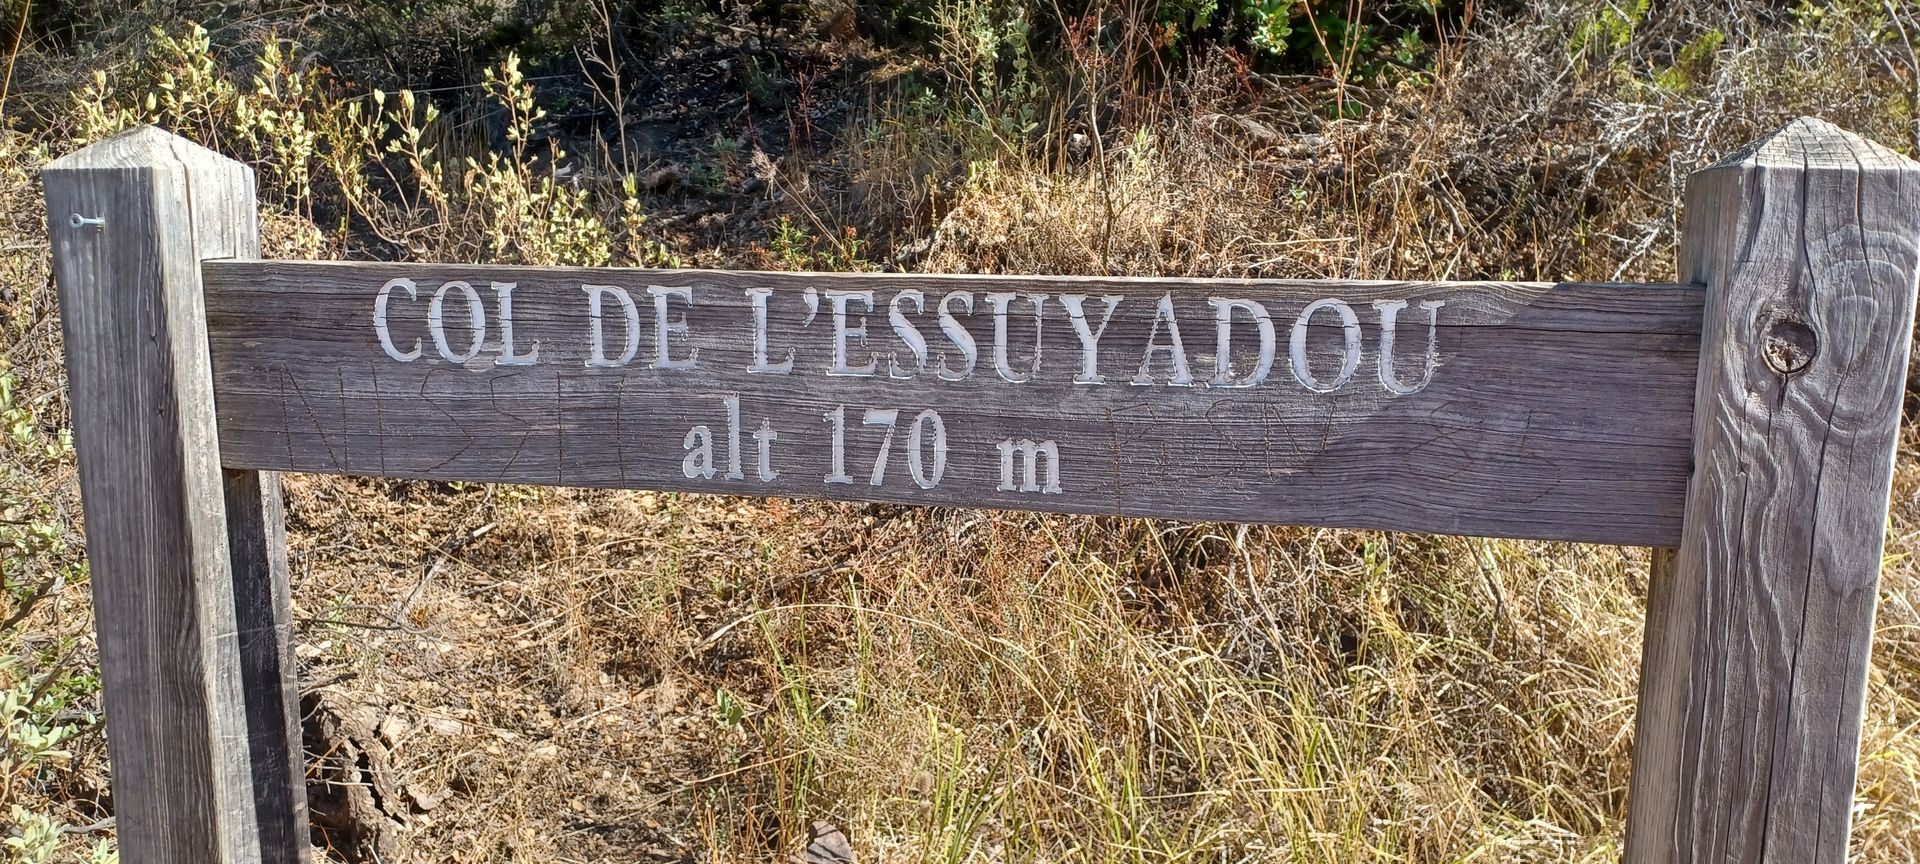 COL DE L'ESSUYADOU
alt 170 m